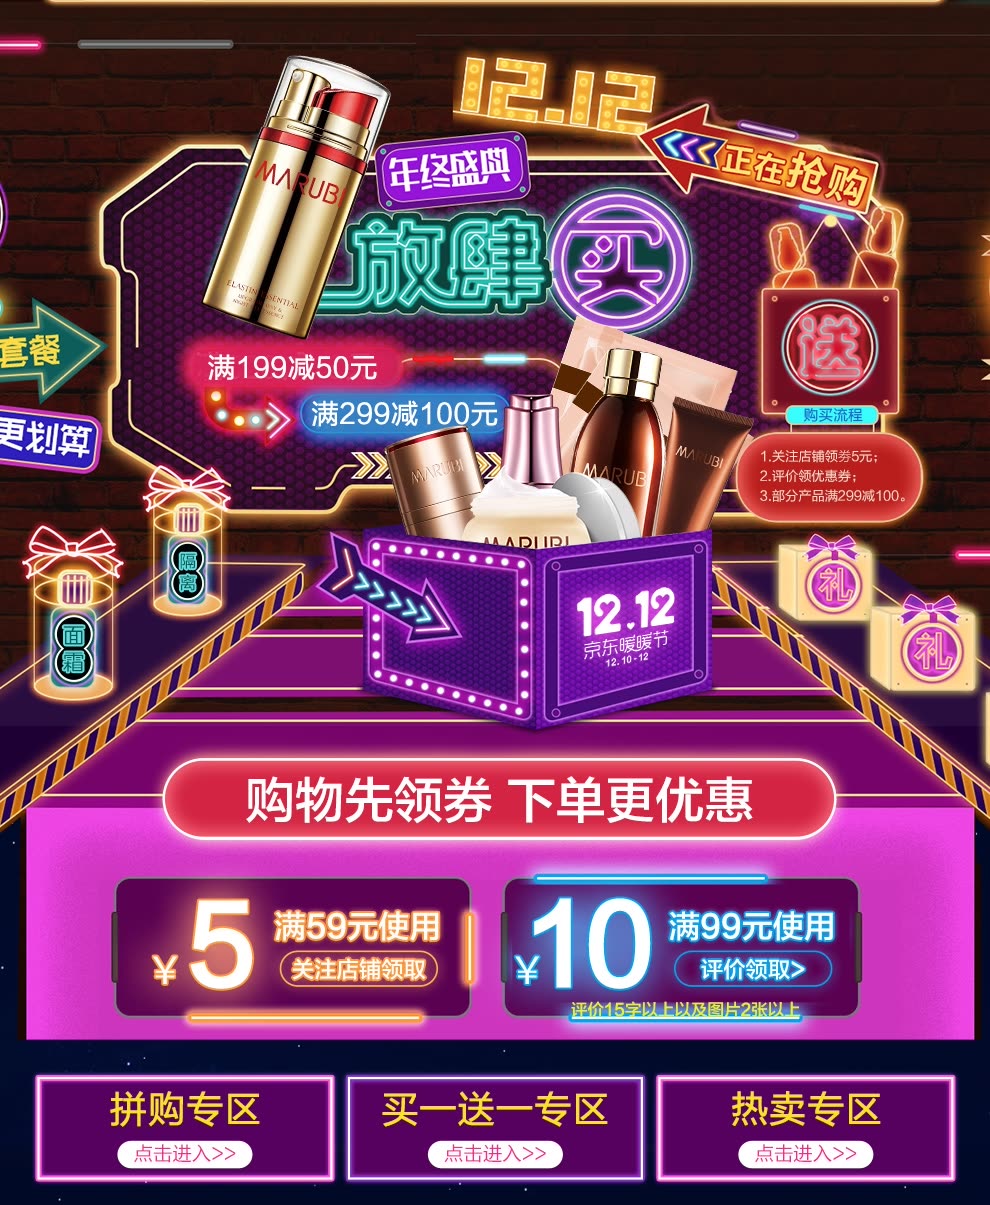 12.12
正在抢购
年终盛典
放肆买
MARUBI
ELASTIN ESSENTIAL
满199减50元
满299减100元
送
购买流程
1.关注店铺领券5元;
2.评价领优惠券;
3.部分产品满299减100。
套餐
更划算
MARUBI
MARUBI
MARUBI
MARUBI
隔离
面霜
礼
礼
12.12
京东暖暖节
12.10-12
购物先领券 下单更优惠
¥5
满59元使用
关注店铺领取
¥10
满99元使用
评价领取>
评价15字以上以及图片2张以上
拼购专区
点击进入>>
买一送一专区
点击进入>>
热卖专区
点击进入>>